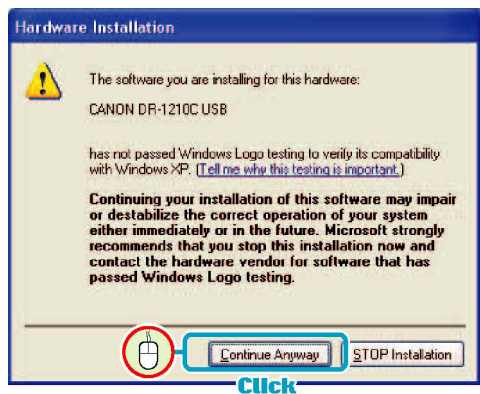 Hardware Installation
The software you are installing for this hardware:
CANON DR-1210C USB
has not passed Windows Logo testing to verify its compatibility
with Windows XP. (Tell me why this testing is important.)
Continuing your installation of this software may impair
or destabilize the correct operation of your system
either immediately or in the future. Microsoft strongly
recommends that you stop this installation now and
contact the hardware vendor for software that has
passed Windows Logo testing.
Continue Anyway STOP Installation
Click